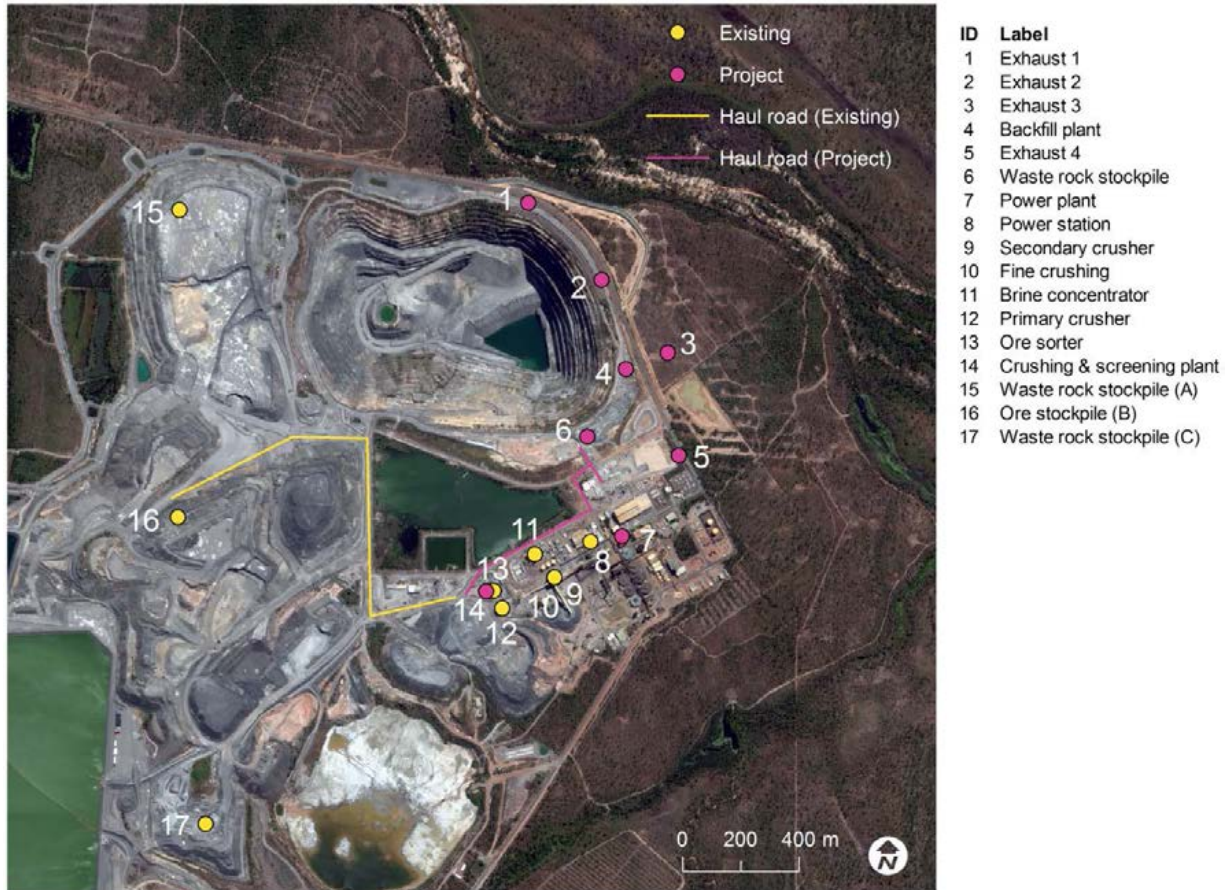 Existing
Project
Haul road (Existing)
Haul road (Project)
1
2
3
4
5
6
7
8
9
10
11
12
13
14
15
16
17
0 200 400 m
N
ID Label
1 Exhaust 1
2 Exhaust 2
3 Exhaust 3
4 Backfill plant
5 Exhaust 4
6 Waste rock stockpile
7 Power plant
8 Power station
9 Secondary crusher
10 Fine crushing
11 Brine concentrator
12 Primary crusher
13 Ore sorter
14 Crushing & screening plant
15 Waste rock stockpile (A)
16 Ore stockpile (B)
17 Waste rock stockpile (C)